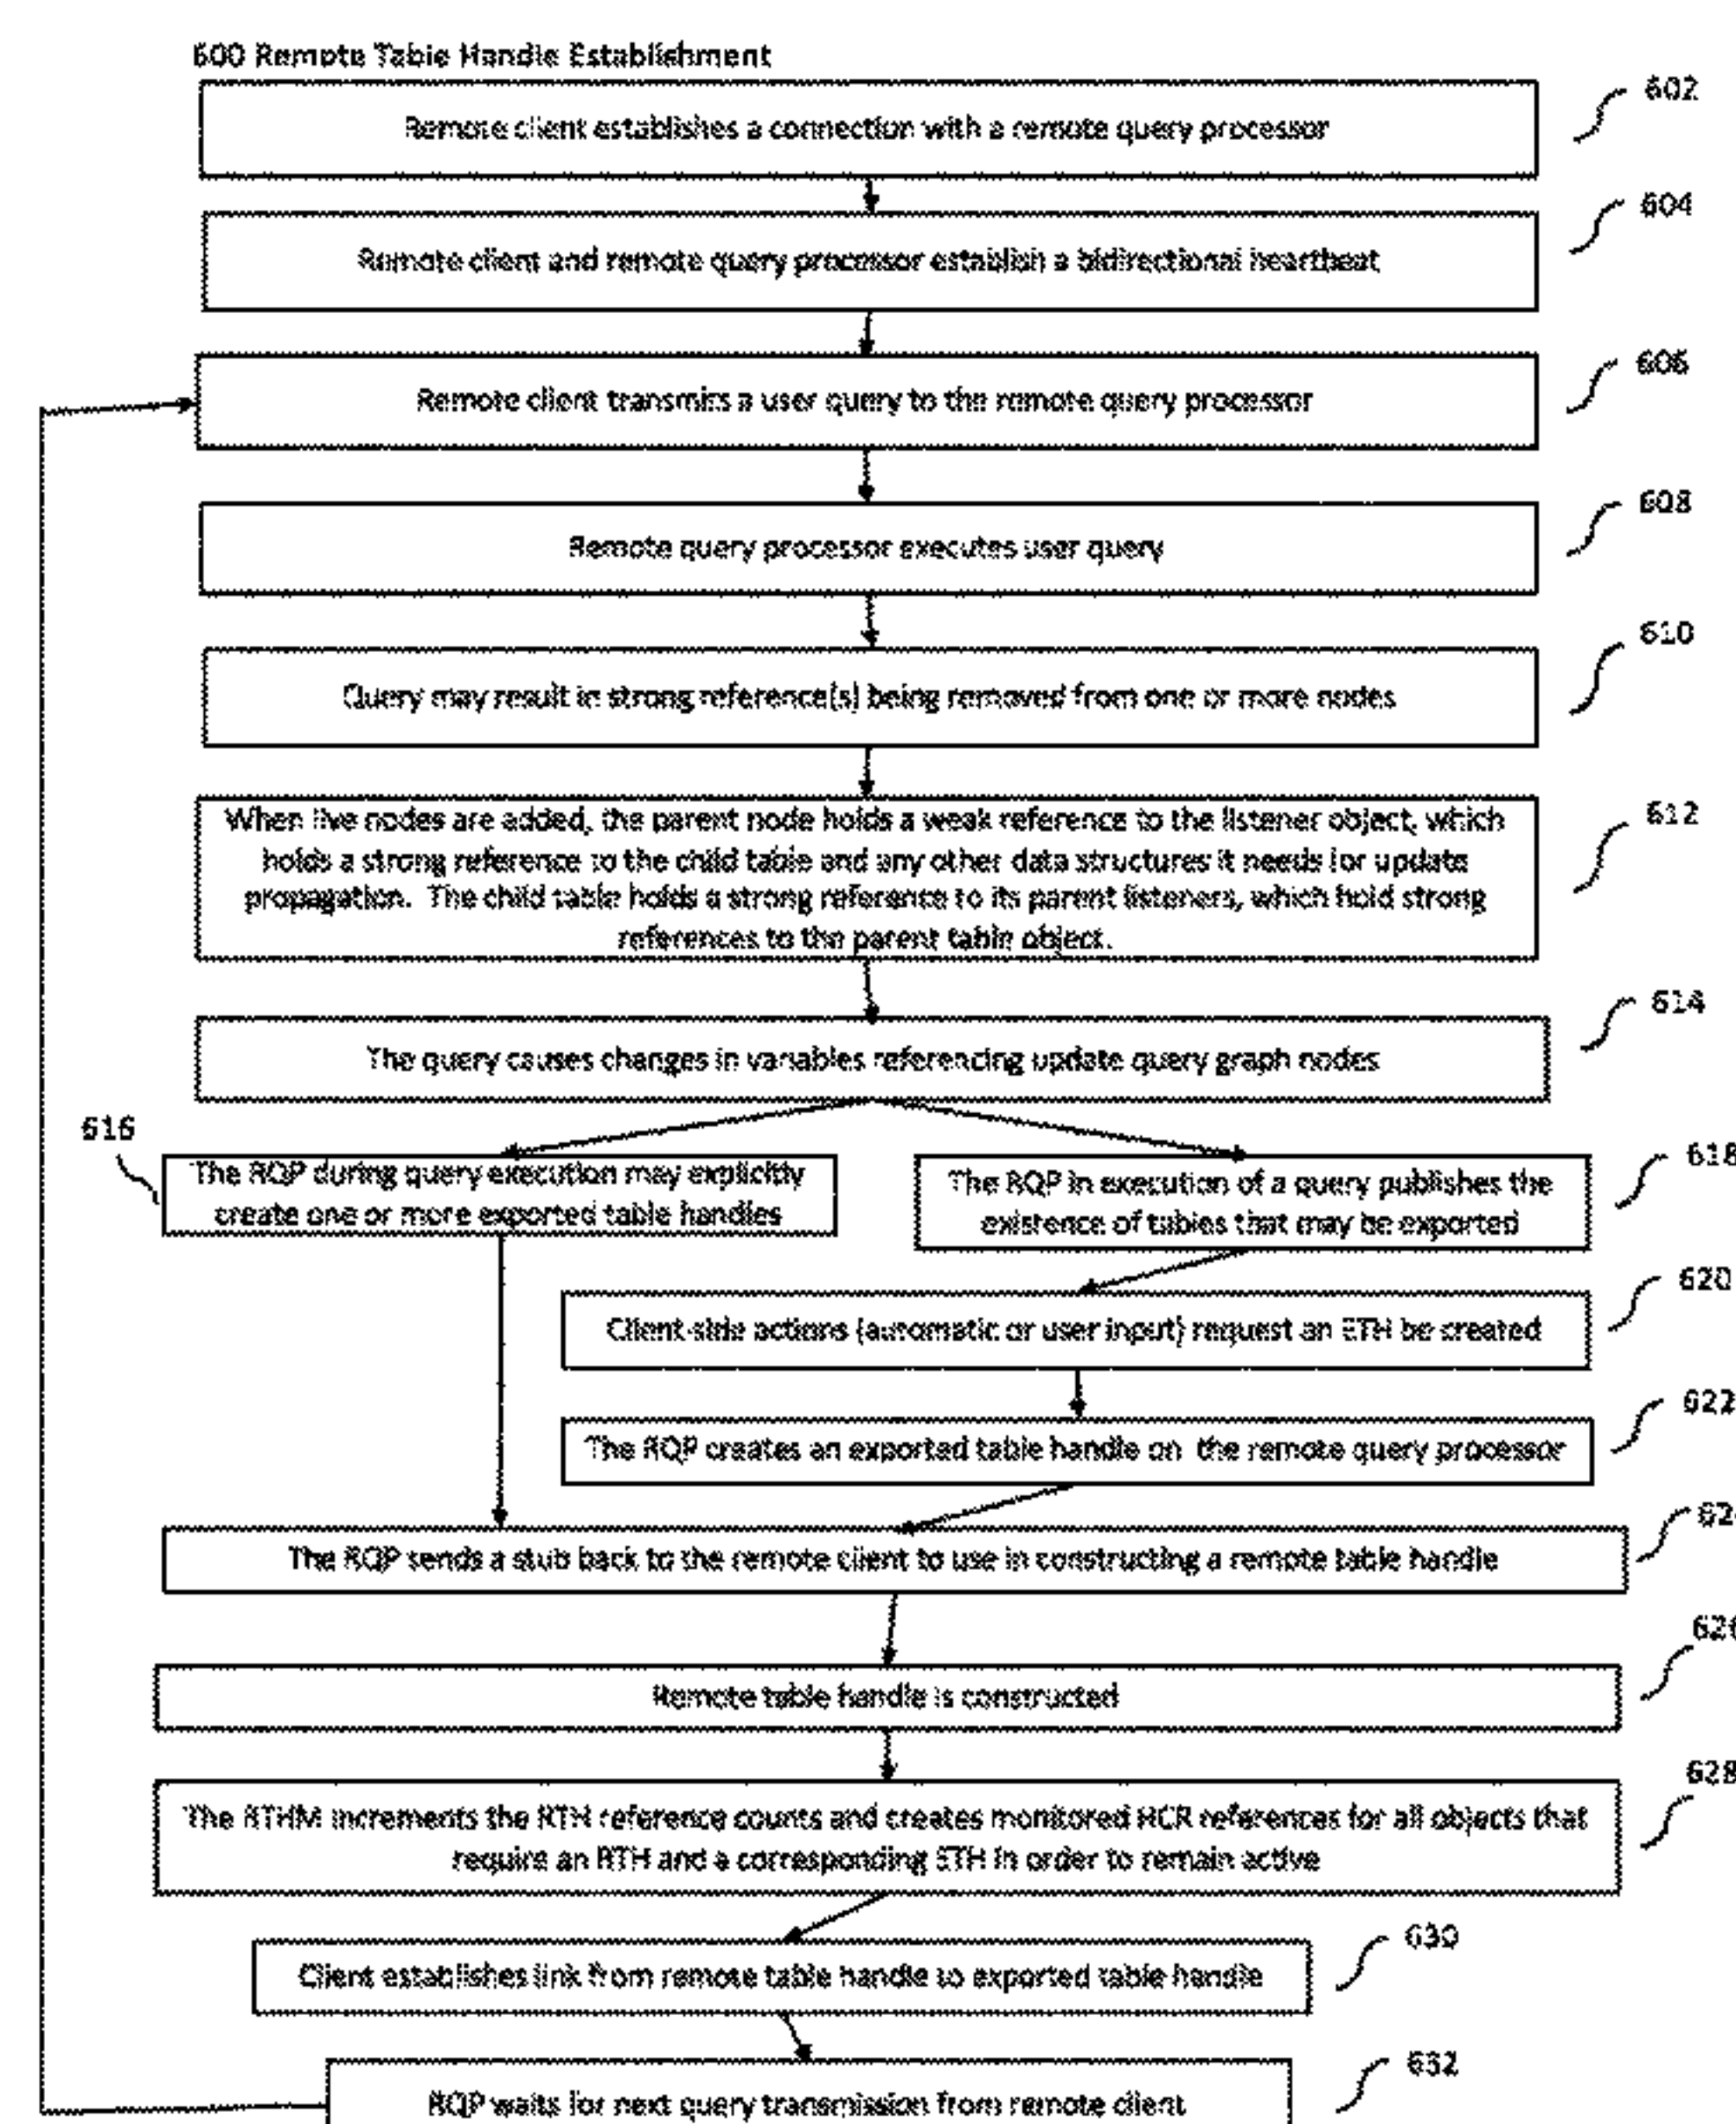 600 Remote Table Handle Establishment
602
Remote client establishes a connection with a remote query processor
604
Remote client and remote query processor establish a bidirectional heartbeat
606
Remote client transmits a user query to the remote query processor
608
Remote query processor executes user query
610
Query may result in strong reference(s) being removed from one or more nodes
612
When live nodes are added, the parent node holds a weak reference to the listener object, which
holds a strong reference to the child table and any other data structures it needs for update
propagation. The child table holds a strong reference to its parent listeners, which hold strong
references to the parent table object.
614
The query causes changes in variables referencing update query graph nodes
616
The RQP during query execution may explicitly
create one or more exported table handles
618
The RQP in execution of a query publishes the
existence of tables that may be exported
620
Client-side actions (automatic or user input) request an ETH be created
622
The RQP creates an exported table handle on the remote query processor
The RQP sends a stub back to the remote client to use in constructing a remote table handle
626
Remote table handle is constructed
628
The RTHM increments the RTH reference counts and creates monitored HCR references for all objects that
require an RTH and a corresponding ETH in order to remain active
630
Client establishes link from remote table handle to exported table handle
632
RQP waits for next query transmission from remote client